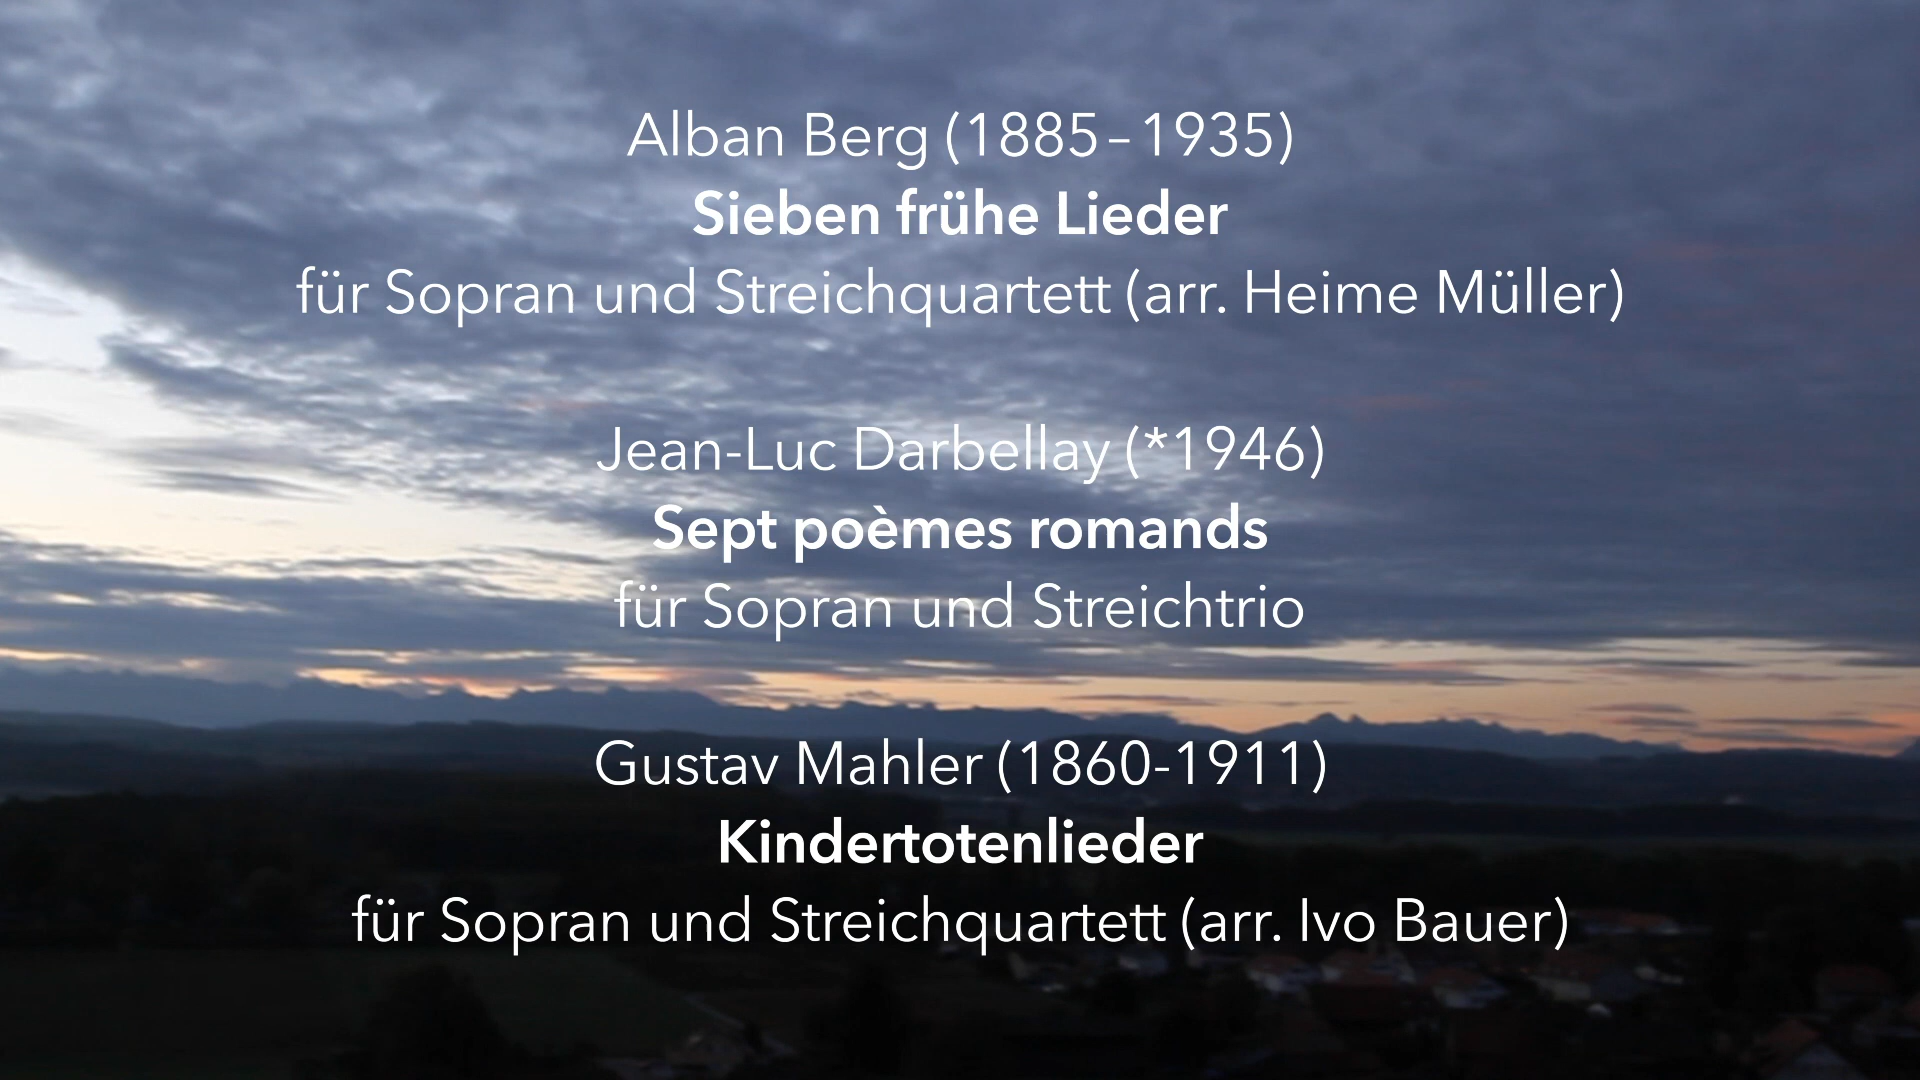 Alban Berg (1885 – 1935)
Sieben frühe Lieder
für Sopran und Streichquartett (arr. Heime Müller)
Jean-Luc Darbellay (*1946)
Sept poèmes romands
für Sopran und Streichtrio
Gustav Mahler (1860-1911)
Kindertotenlieder
für Sopran und Streichquartett (arr. Ivo Bauer)